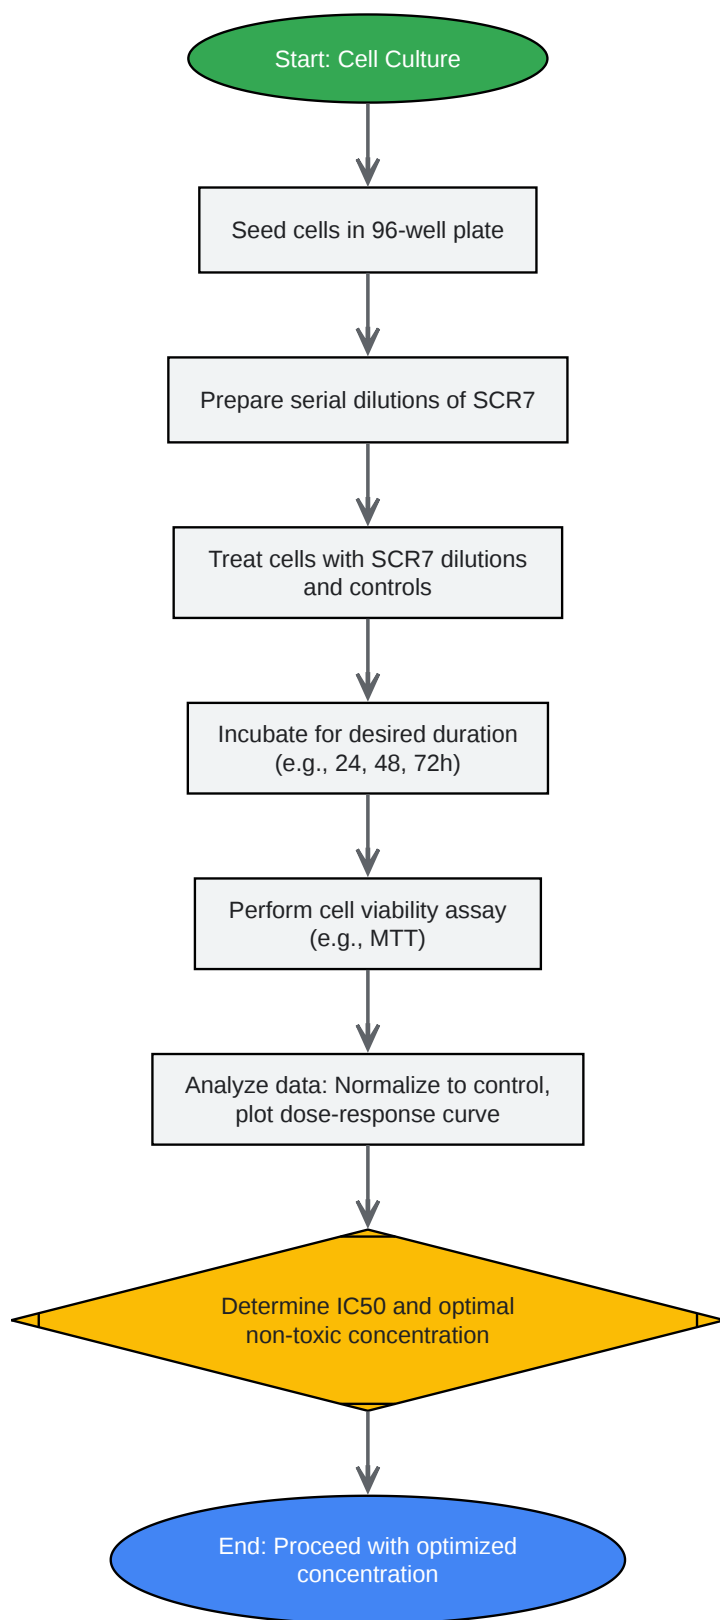 Start: Cell Culture
Seed cells in 96-well plate
Prepare serial dilutions of SCR7
Treat cells with SCR7 dilutions
and controls
Incubate for desired duration
(e.g., 24, 48, 72h)
Perform cell viability assay
(e.g., MTT)
Analyze data: Normalize to control,
plot dose-response curve
Determine IC50 and optimal
non-toxic concentration
End: Proceed with optimized
concentration